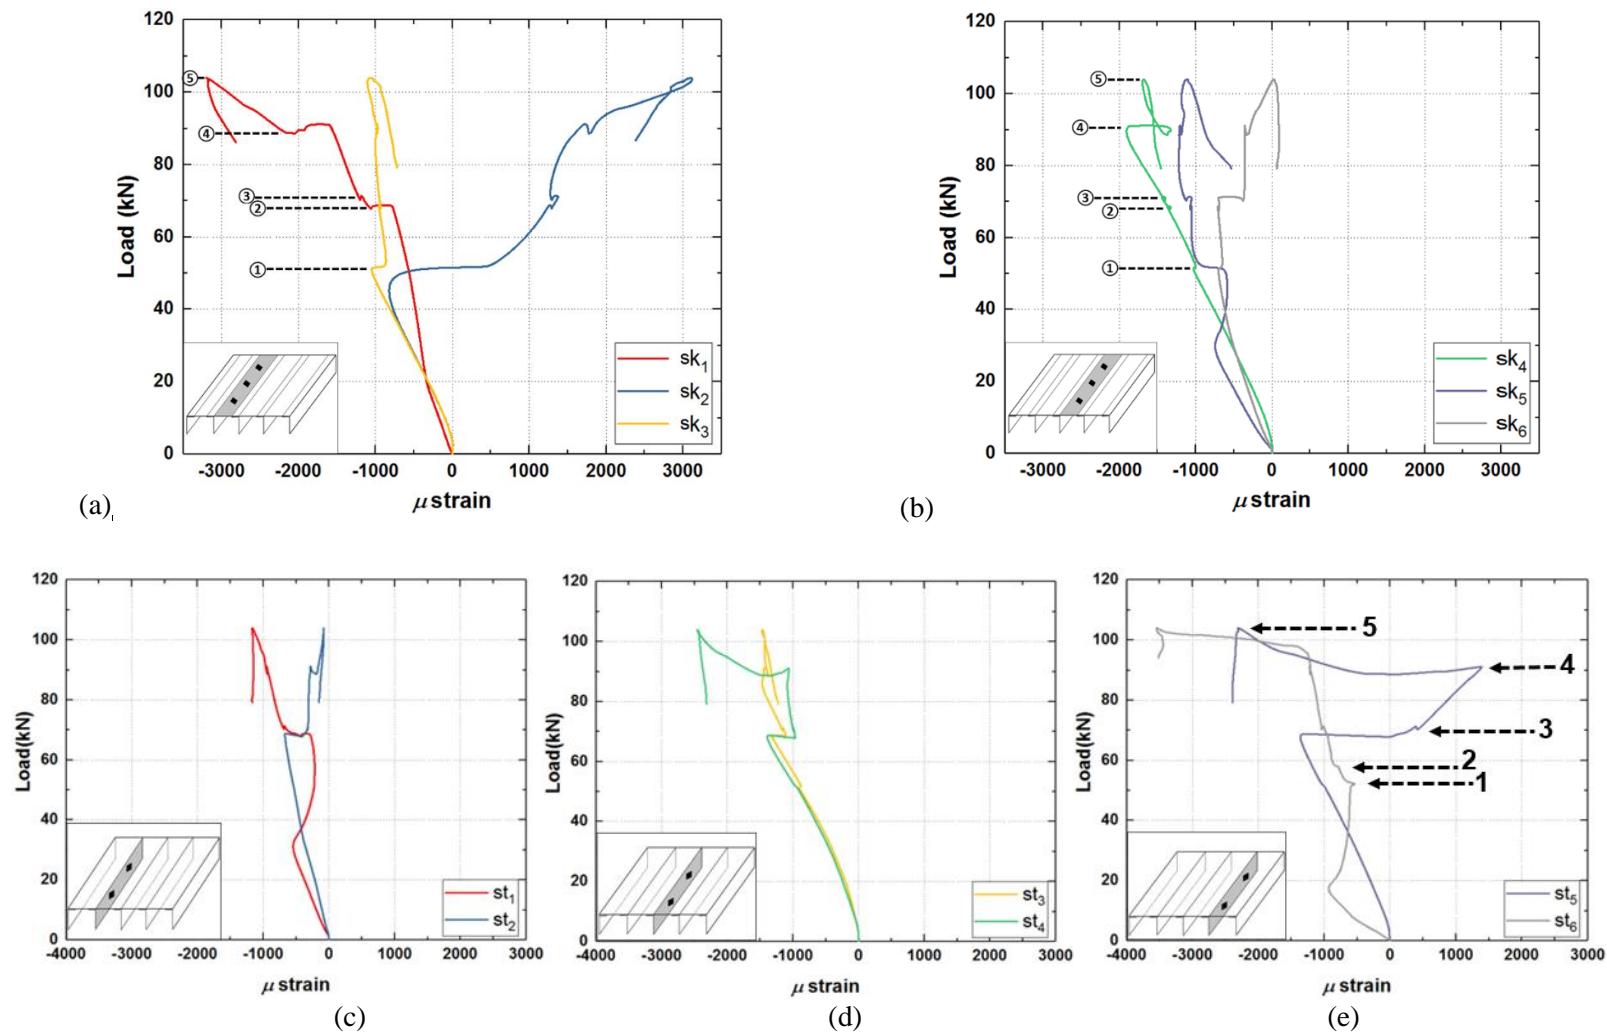 120
100
80
60
40
20
0
Load (kN)
⑤
④
③
②
①
sk1
sk2
sk3
-3000 -2000 -1000 0 1000 2000 3000
μ strain
(a)
120
100
80
60
40
20
0
Load (kN)
⑤
④
③
②
①
sk4
sk5
sk6
-3000 -2000 -1000 0 1000 2000 3000
μ strain
(b)
120
100
80
60
40
20
0
Load(kN)
st1
st2
-4000 -3000 -2000 -1000 0 1000 2000 3000
μ strain
(c)
120
100
80
60
40
20
0
Load(kN)
st3
st4
-4000 -3000 -2000 -1000 0 1000 2000 3000
μ strain
(d)
120
100
80
60
40
20
0
Load(kN)
5
4
3
2
1
st5
st6
-4000 -3000 -2000 -1000 0 1000 2000 3000
μ strain
(e)